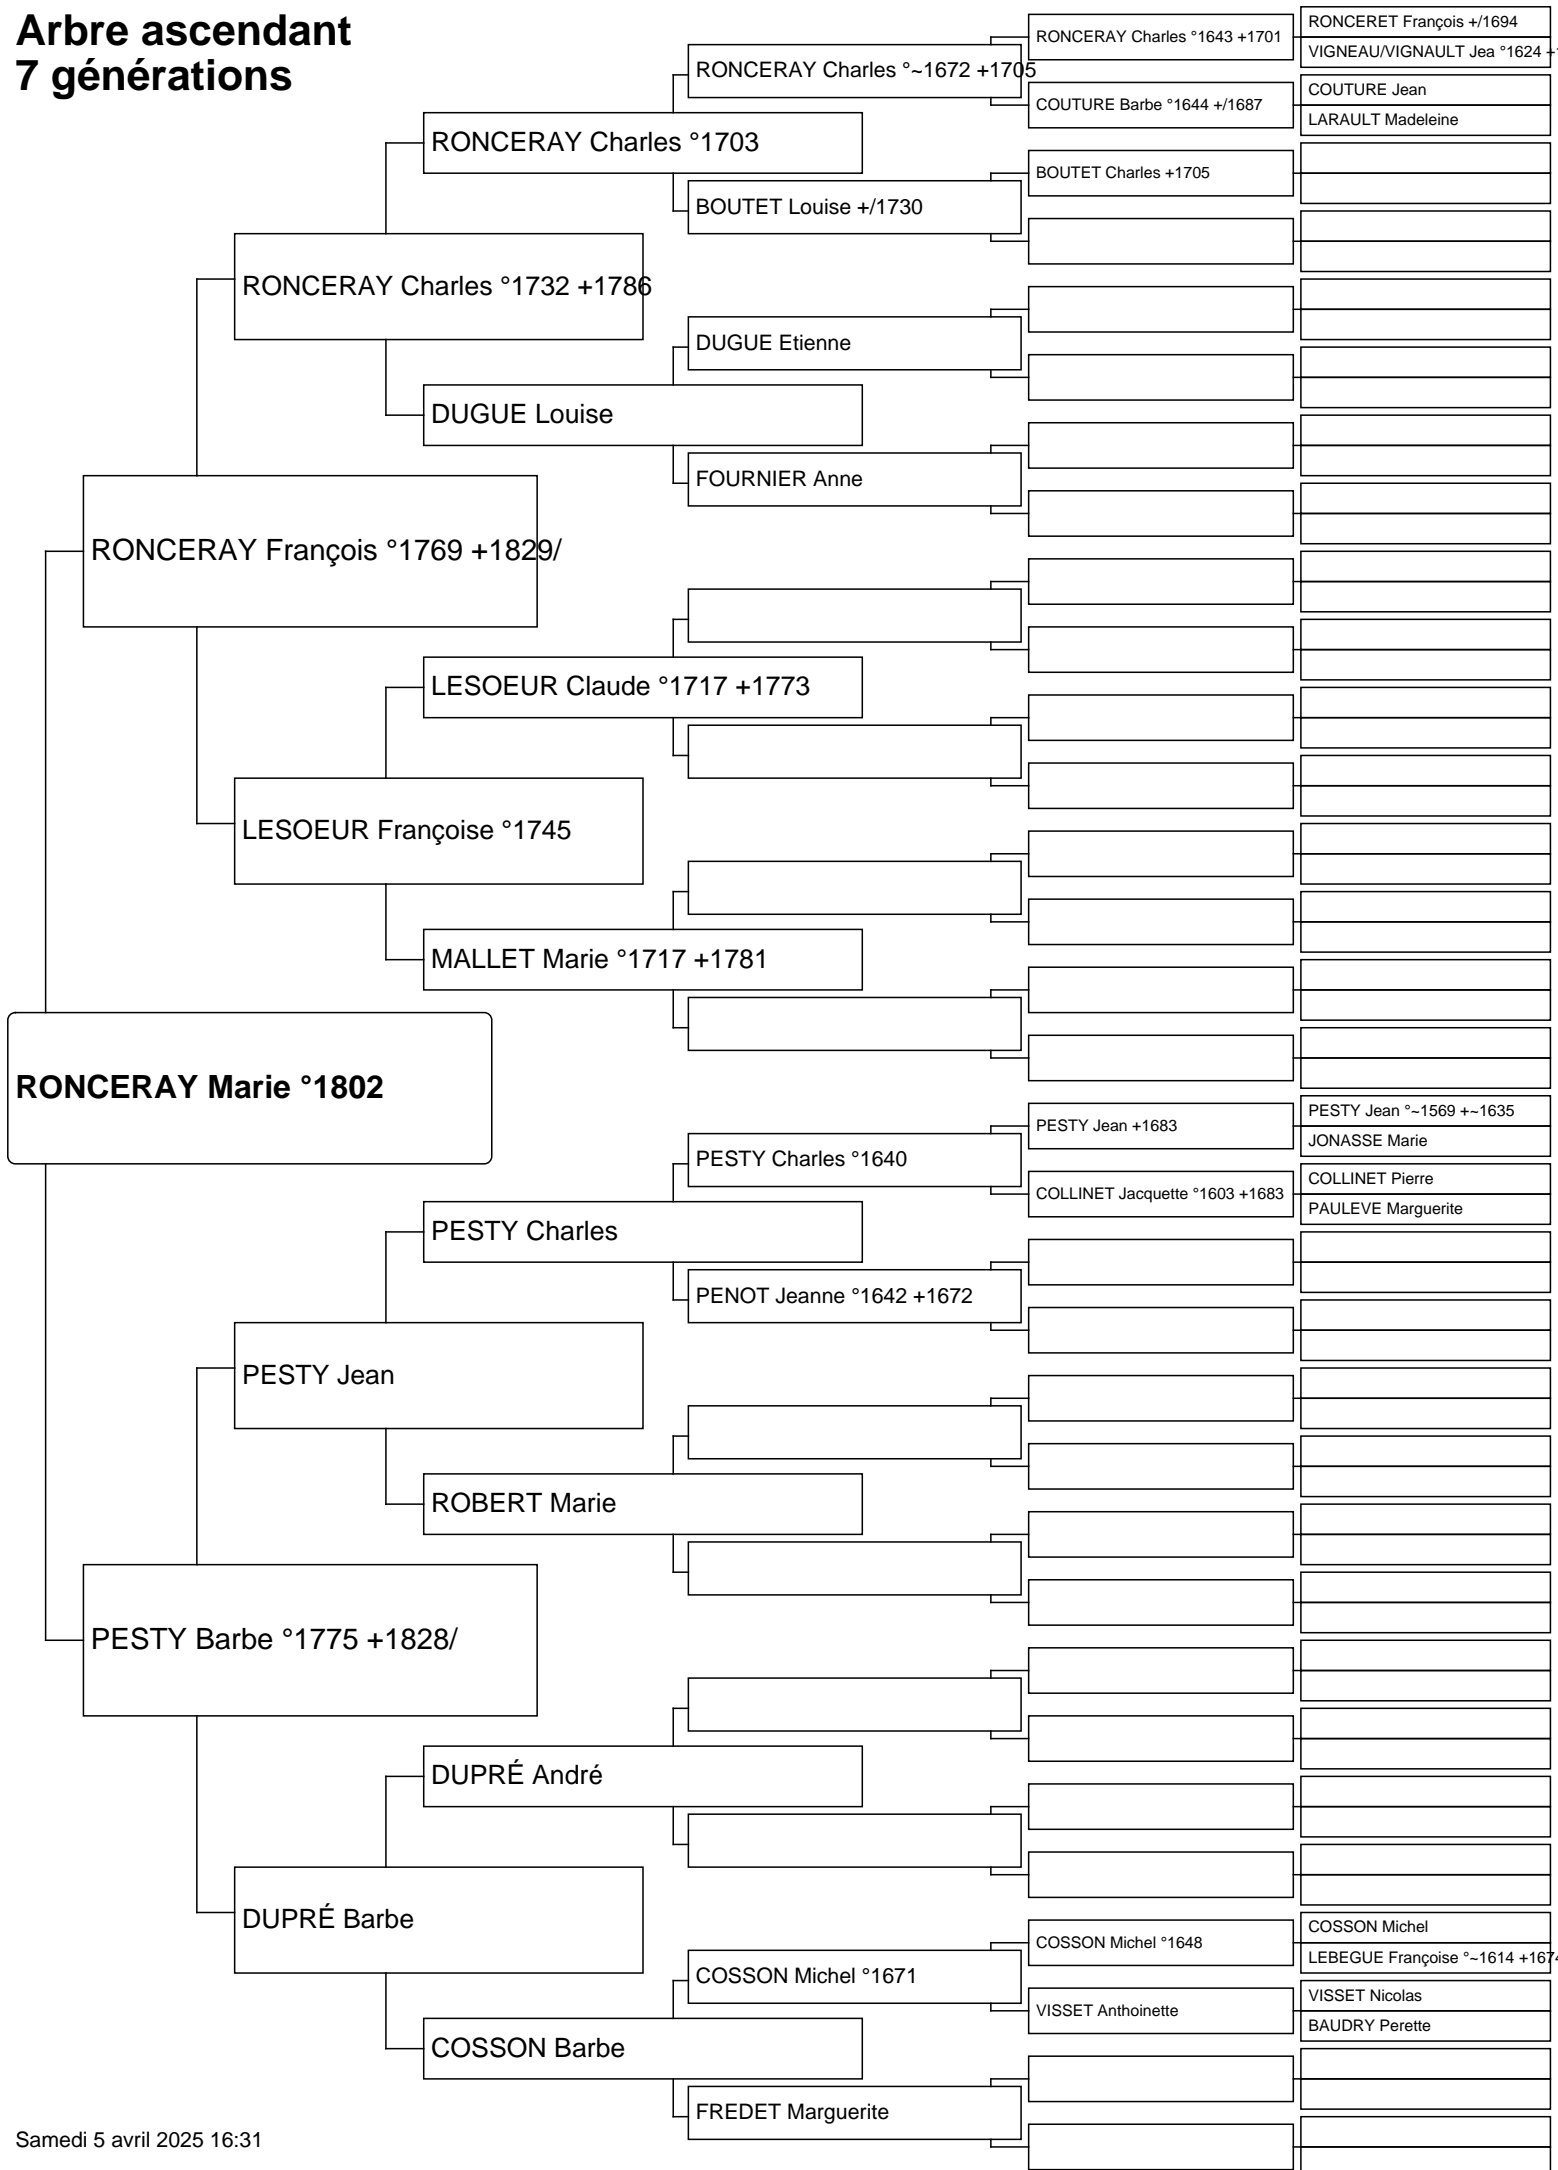 Arbre ascendant
7 générations
RONCERAY Charles °1643 +1701
RONCERET François +/1694
VIGNEAU/VIGNAULT Jea °1624 +
RONCERAY Charles °~1672 +1705
COUTURE Barbe °1644 +/1687
COUTURE Jean
LARAULT Madeleine
RONCERAY Charles °1703
BOUTET Charles +1705
BOUTET Louise +/1730
RONCERAY Charles °1732 +1786
DUGUE Etienne
DUGUE Louise
FOURNIER Anne
RONCERAY François °1769 +1829/
LESOEUR Claude °1717 +1773
LESOEUR Françoise °1745
MALLET Marie °1717 +1781
RONCERAY Marie °1802
PESTY Jean +1683
PESTY Jean °~1569 +~1635
JONASSE Marie
PESTY Charles °1640
COLLINET Jacquette °1603 +1683
COLLINET Pierre
PAULEVE Marguerite
PESTY Charles
PENOT Jeanne °1642 +1672
PESTY Jean
ROBERT Marie
PESTY Barbe °1775 +1828/
DUPRÉ André
DUPRÉ Barbe
COSSON Michel °1648
COSSON Michel
LEBEGUE Françoise °~1614 +1674
COSSON Michel °1671
VISSET Anthoinette
VISSET Nicolas
BAUDRY Perette
COSSON Barbe
FREDET Marguerite
Samedi 5 avril 2025 16:31